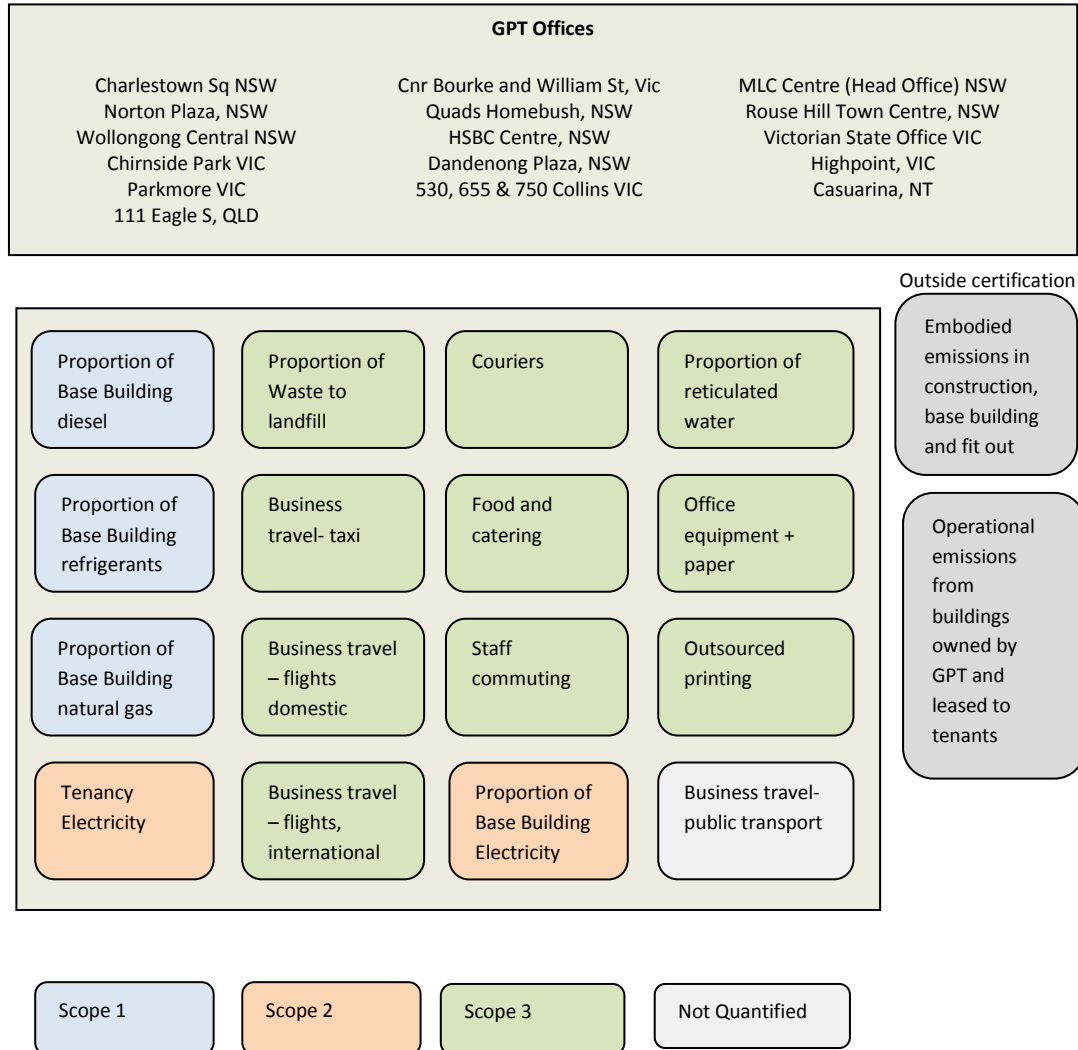 GPT Offices
Charlestown Sq NSW
Norton Plaza, NSW
Wollongong Central NSW
Chirnside Park VIC
Parkmore VIC
111 Eagle S, QLD
Cnr Bourke and William St, Vic
Quads Homebush, NSW
HSBC Centre, NSW
Dandenong Plaza, NSW
530, 655 & 750 Collins VIC
MLC Centre (Head Office) NSW
Rouse Hill Town Centre, NSW
Victorian State Office VIC
Highpoint, VIC
Casuarina, NT
Proportion of
Base Building
diesel
Proportion of
Waste to
landfill
Couriers
Proportion of
reticulated
water
Proportion of
Base Building
refrigerants
Business
travel- taxi
Food and
catering
Office
equipment +
paper
Proportion of
Base Building
natural gas
Business travel
– flights
domestic
Staff
commuting
Outsourced
printing
Tenancy
Electricity
Business travel
– flights,
international
Proportion of
Base Building
Electricity
Business travel-
public transport
Outside certification
Embodied
emissions in
construction,
base building
and fit out
Operational
emissions
from
buildings
owned by
GPT and
leased to
tenants
Scope 1
Scope 2
Scope 3
Not Quantified